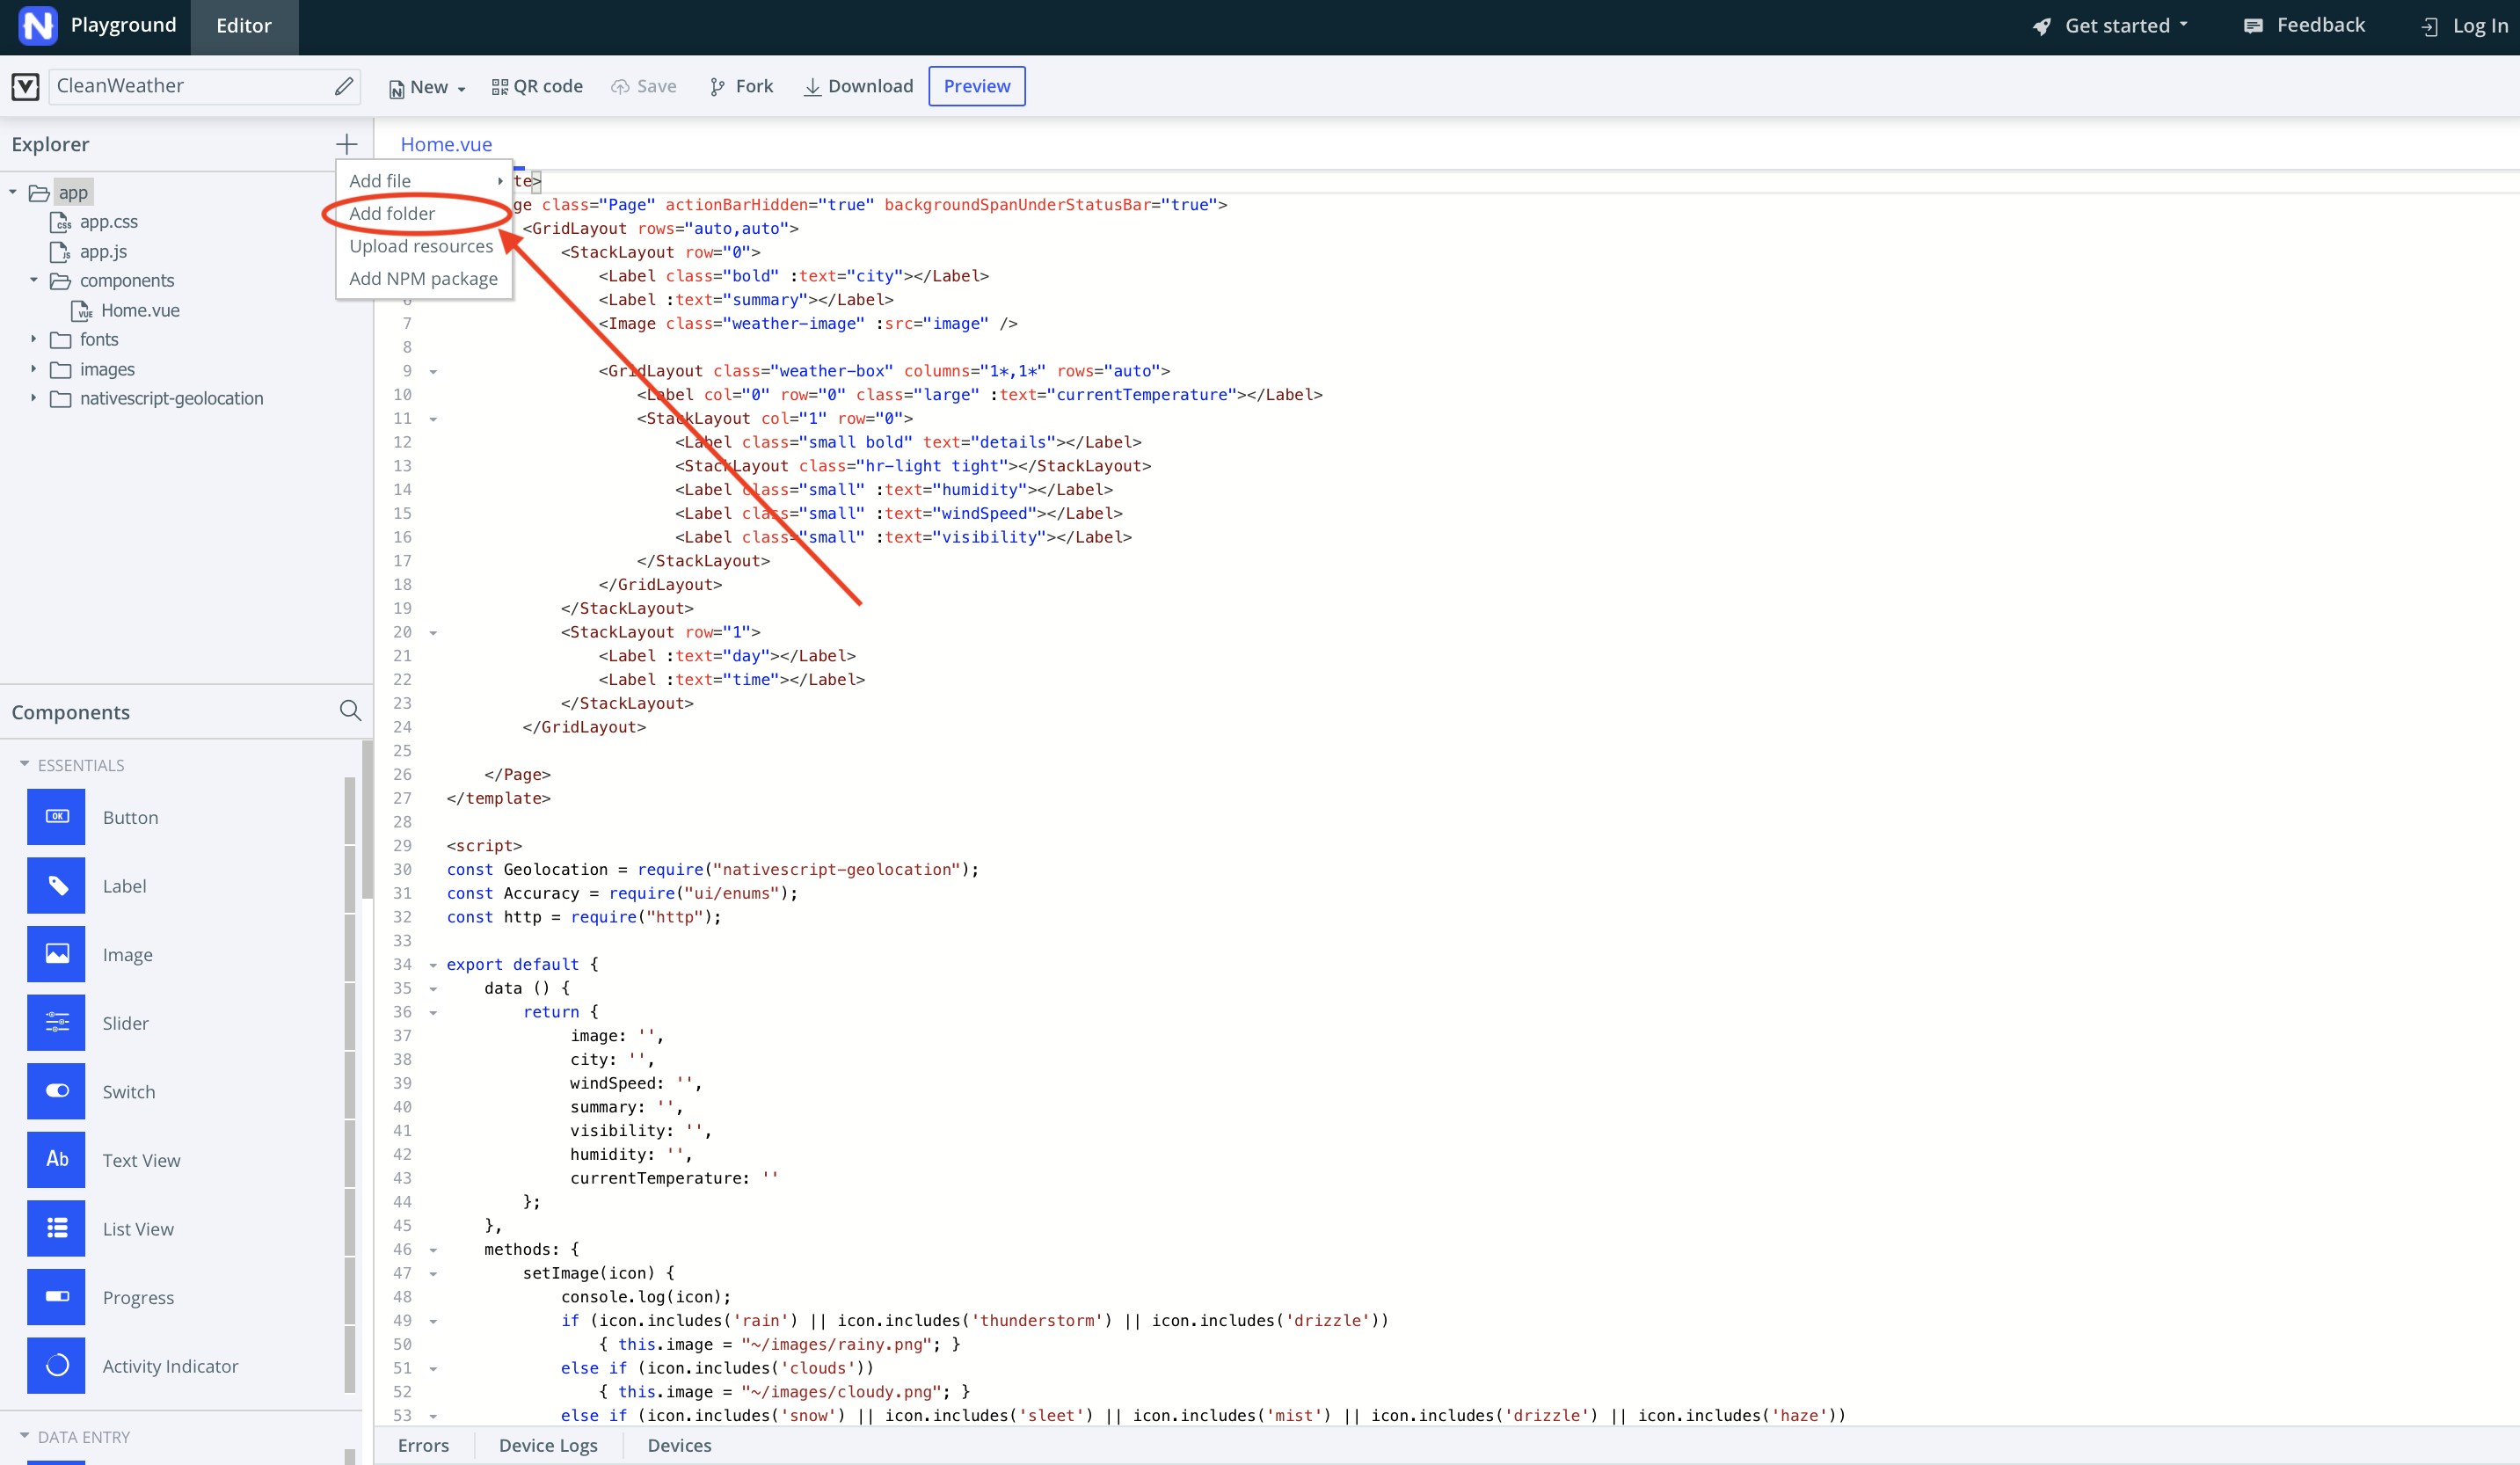 Playground Editor Get started Feedback Log In
CleanWeather New QR code Save Fork Download Preview
Explorer
app
app.css
app.js
components
Home.vue
fonts
images
nativescript-geolocation
Add file
Add folder
Upload resources
Add NPM package
Components
ESSENTIALS
OK Button
Label
Image
Slider
Switch
Ab Text View
List View
Progress
Activity Indicator
DATA ENTRY
Home.vue
te>
ge class="Page" actionBarHidden="true" backgroundSpanUnderStatusBar="true">
<GridLayout rows="auto,auto">
<StackLayout row="0">
<Label class="bold" :text="city"></Label>
6 <Label :text="summary"></Label>
7 <Image class="weather-image" :src="image" />
8
9 <GridLayout class="weather-box" columns="1*,1*" rows="auto">
10 <Label col="0" row="0" class="large" :text="currentTemperature"></Label>
11 <StackLayout col="1" row="0">
12 <Label class="small bold" text="details"></Label>
13 <StackLayout class="hr-light tight"></StackLayout>
14 <Label class="small" :text="humidity"></Label>
15 <Label class="small" :text="windSpeed"></Label>
16 <Label class="small" :text="visibility"></Label>
17 </StackLayout>
18 </GridLayout>
19 </StackLayout>
20 <StackLayout row="1">
21 <Label :text="day"></Label>
22 <Label :text="time"></Label>
23 </StackLayout>
24 </GridLayout>
25
26 </Page>
27 </template>
28
29 <script>
30 const Geolocation = require("nativescript-geolocation");
31 const Accuracy = require("ui/enums");
32 const http = require("http");
33
34 export default {
35 data () {
36 return {
37 image: '',
38 city: '',
39 windSpeed: '',
40 summary: '',
41 visibility: '',
42 humidity: '',
43 currentTemperature: ''
44 };
45 },
46 methods: {
47 setImage(icon) {
48 console.log(icon);
49 if (icon.includes('rain') || icon.includes('thunderstorm') || icon.includes('drizzle'))
50 { this.image = "~/images/rainy.png"; }
51 else if (icon.includes('clouds'))
52 { this.image = "~/images/cloudy.png"; }
53 else if (icon.includes('snow') || icon.includes('sleet') || icon.includes('mist') || icon.includes('drizzle') || icon.includes('haze'))
Errors Device Logs Devices